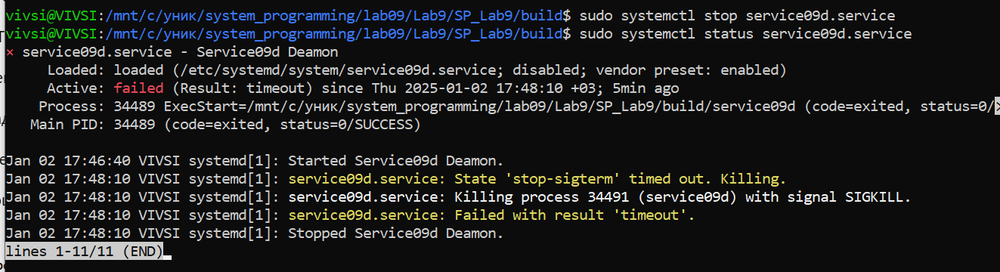 vivsi@VIVSI:/mnt/c/уник/system_programming/lab09/Lab9/SP_Lab9/build$ sudo systemctl stop service09d.service
vivsi@VIVSI:/mnt/c/уник/system_programming/lab09/Lab9/SP_Lab9/build$ sudo systemctl status service09d.service
× service09d.service - Service09d Deamon
     Loaded: loaded (/etc/systemd/system/service09d.service; disabled; vendor preset: enabled)
     Active: failed (Result: timeout) since Thu 2025-01-02 17:48:10 +03; 5min ago
    Process: 34489 ExecStart=/mnt/c/уник/system_programming/lab09/Lab9/SP_Lab9/build/service09d (code=exited, status=0/>
   Main PID: 34489 (code=exited, status=0/SUCCESS)

Jan 02 17:46:40 VIVSI systemd[1]: Started Service09d Deamon.
Jan 02 17:48:10 VIVSI systemd[1]: service09d.service: State 'stop-sigterm' timed out. Killing.
Jan 02 17:48:10 VIVSI systemd[1]: service09d.service: Killing process 34491 (service09d) with signal SIGKILL.
Jan 02 17:48:10 VIVSI systemd[1]: service09d.service: Failed with result 'timeout'.
Jan 02 17:48:10 VIVSI systemd[1]: Stopped Service09d Deamon.
lines 1-11/11 (END)